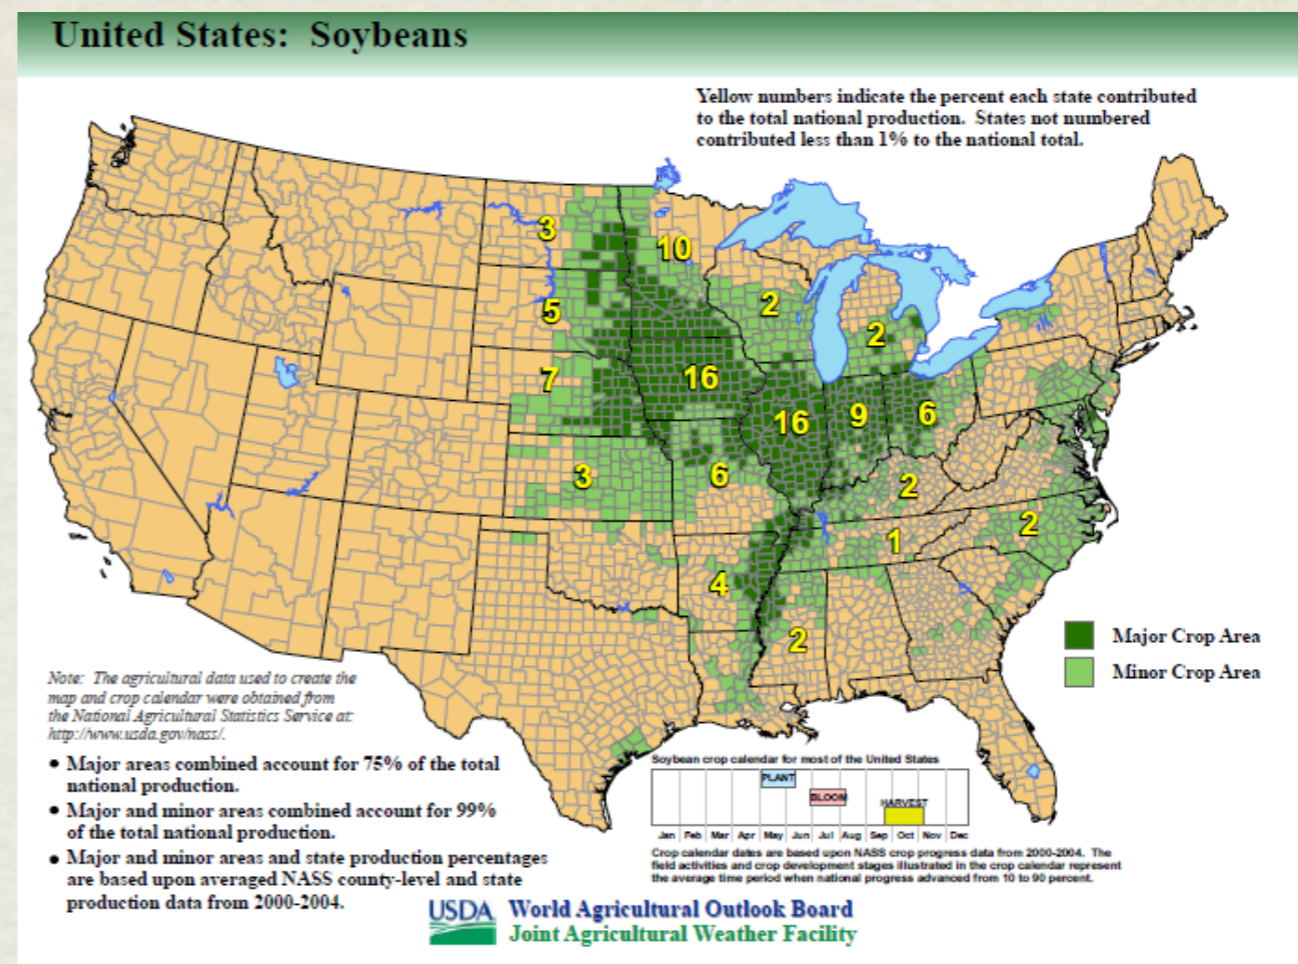 United States: Soybeans
Yellow numbers indicate the percent each state contributed
to the total national production. States not numbered
contributed less than 1% to the national total.
3
10
5
2
2
7
16
16
9
6
3
6
2
2
1
4
2
Major Crop Area
Minor Crop Area
Note: The agricultural data used to create the
map and crop calendar were obtained from
the National Agricultural Statistics Service at:
http://www.usda.gov/nass/.
• Major areas combined account for 75% of the total
national production.
• Major and minor areas combined account for 99%
of the total national production.
• Major and minor areas and state production percentages
are based upon averaged NASS county-level and state
production data from 2000-2004.
Soybean crop calendar for most of the United States
PLANT
BLOOM
HARVEST
Jan Feb Mar Apr May Jun Jul Aug Sep Oct Nov Dec
Crop calendar dates are based upon NASS crop progress data from 2000-2004. The
field activities and crop development stages illustrated in the crop calendar represent
the average time period when national progress advanced from 10 to 90 percent.
USDA World Agricultural Outlook Board
Joint Agricultural Weather Facility